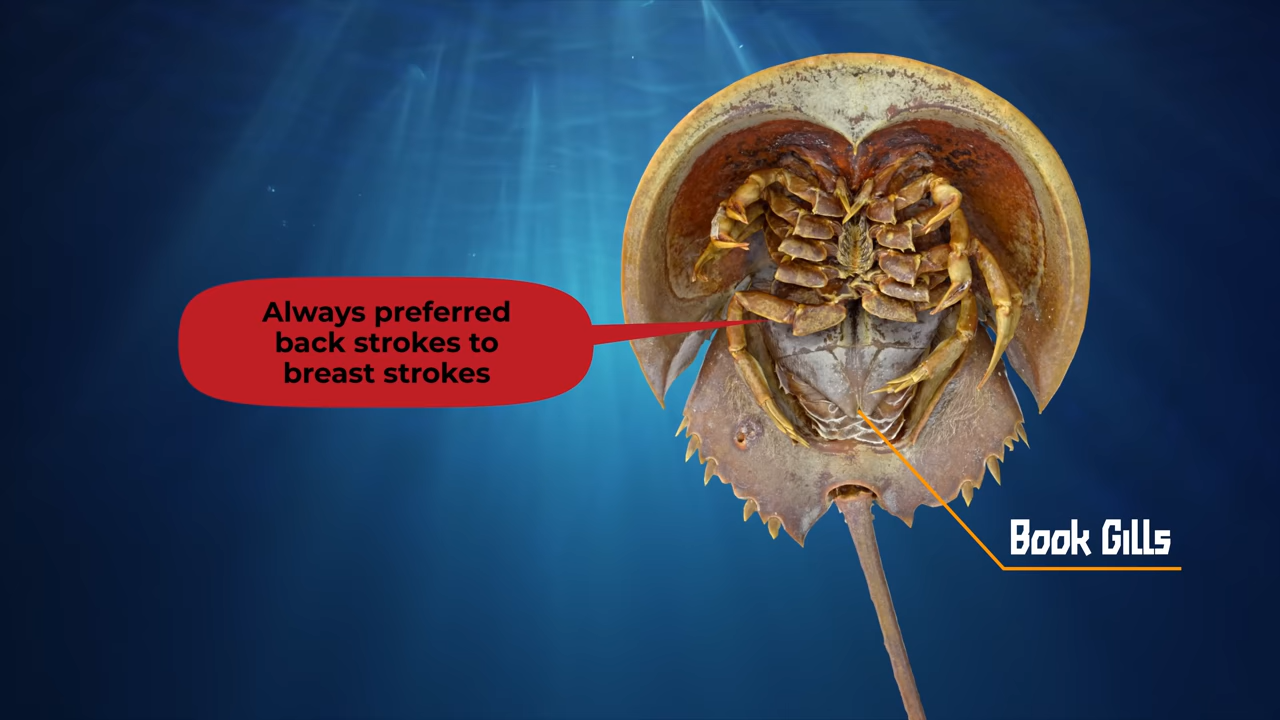 Always preferred
back strokes to
breast strokes
Book Gills